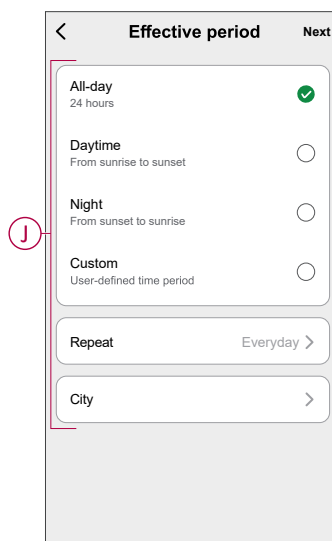 Effective period Next
All-day
24 hours
Daytime
From sunrise to sunset
Night
From sunset to sunrise
Custom
User-defined time period
J
Repeat Everyday
City